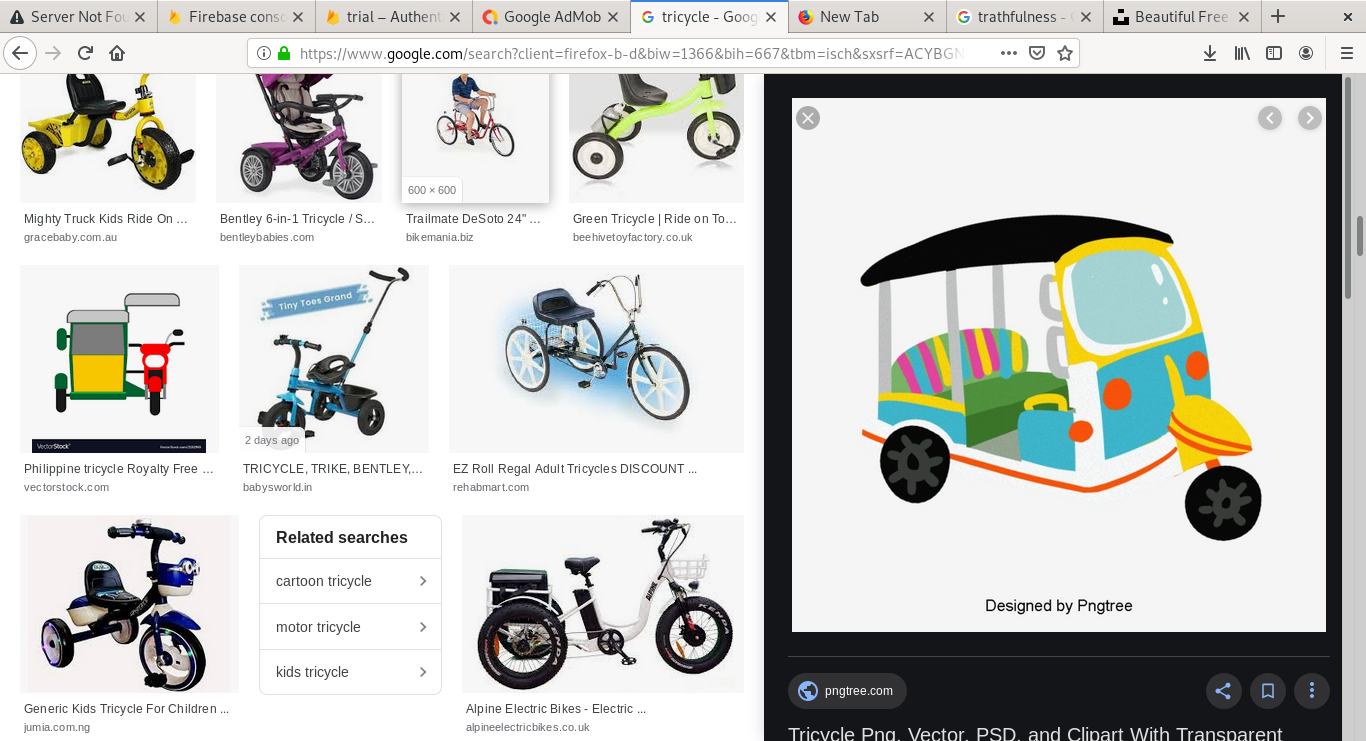 Server Not Fou
Firebase conso
trial – Authent
Google AdMob
tricycle - Goog
New Tab
trathfulness - G
Beautiful Free
https://www.google.com/search?client=firefox-b-d&biw=1366&bih=667&tbm=isch&sxsrf=ACYBGN
600 × 600
Mighty Truck Kids Ride On ...
gracebaby.com.au
Bentley 6-in-1 Tricycle / S...
bentleybabies.com
Trailmate DeSoto 24" ...
bikemania.biz
Green Tricycle | Ride on To...
beehivetoyfactory.co.uk
VectorStock
Philippine tricycle Royalty Free ...
vectorstock.com
Tiny Toes Grand
2 days ago
TRICYCLE, TRIKE, BENTLEY,...
babysworld.in
EZ Roll Regal Adult Tricycles DISCOUNT ...
rehabmart.com
Generic Kids Tricycle For Children ...
jumia.com.ng
Related searches
cartoon tricycle
motor tricycle
kids tricycle
ALPINE
KENDA
Alpine Electric Bikes - Electric ...
alpineelectricbikes.co.uk
Designed by Pngtree
pngtree.com
Tricycle Png, Vector, PSD, and Clipart With Transparent